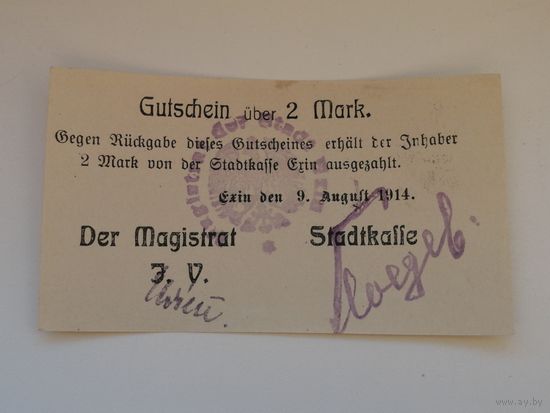 Gutschein über 2 Mark.
Gegen Rückgabe dieses Gutscheines erhält der Inhaber
2 Mark von der Stadtkasse Exin ausgezahlt.
Exin den 9. August 1914.
Der Magistrat Stadtkasse
J. V.
www.ay.by